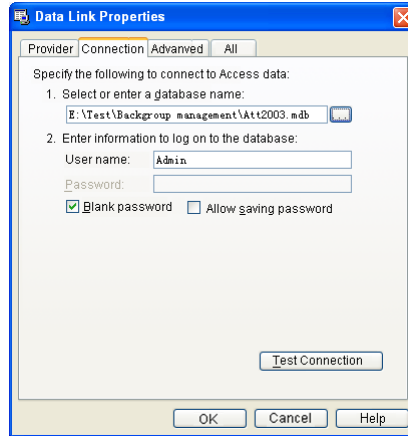 Data Link Properties
Provider Connection Advanved All
Specify the following to connect to Access data:
1. Select or enter a database name:
E:\Test\Backgroup management\Att2003.mdb ...
2. Enter information to log on to the database:
User name: Admin
Password:
Blank password Allow saving password
Test Connection
OK Cancel Help